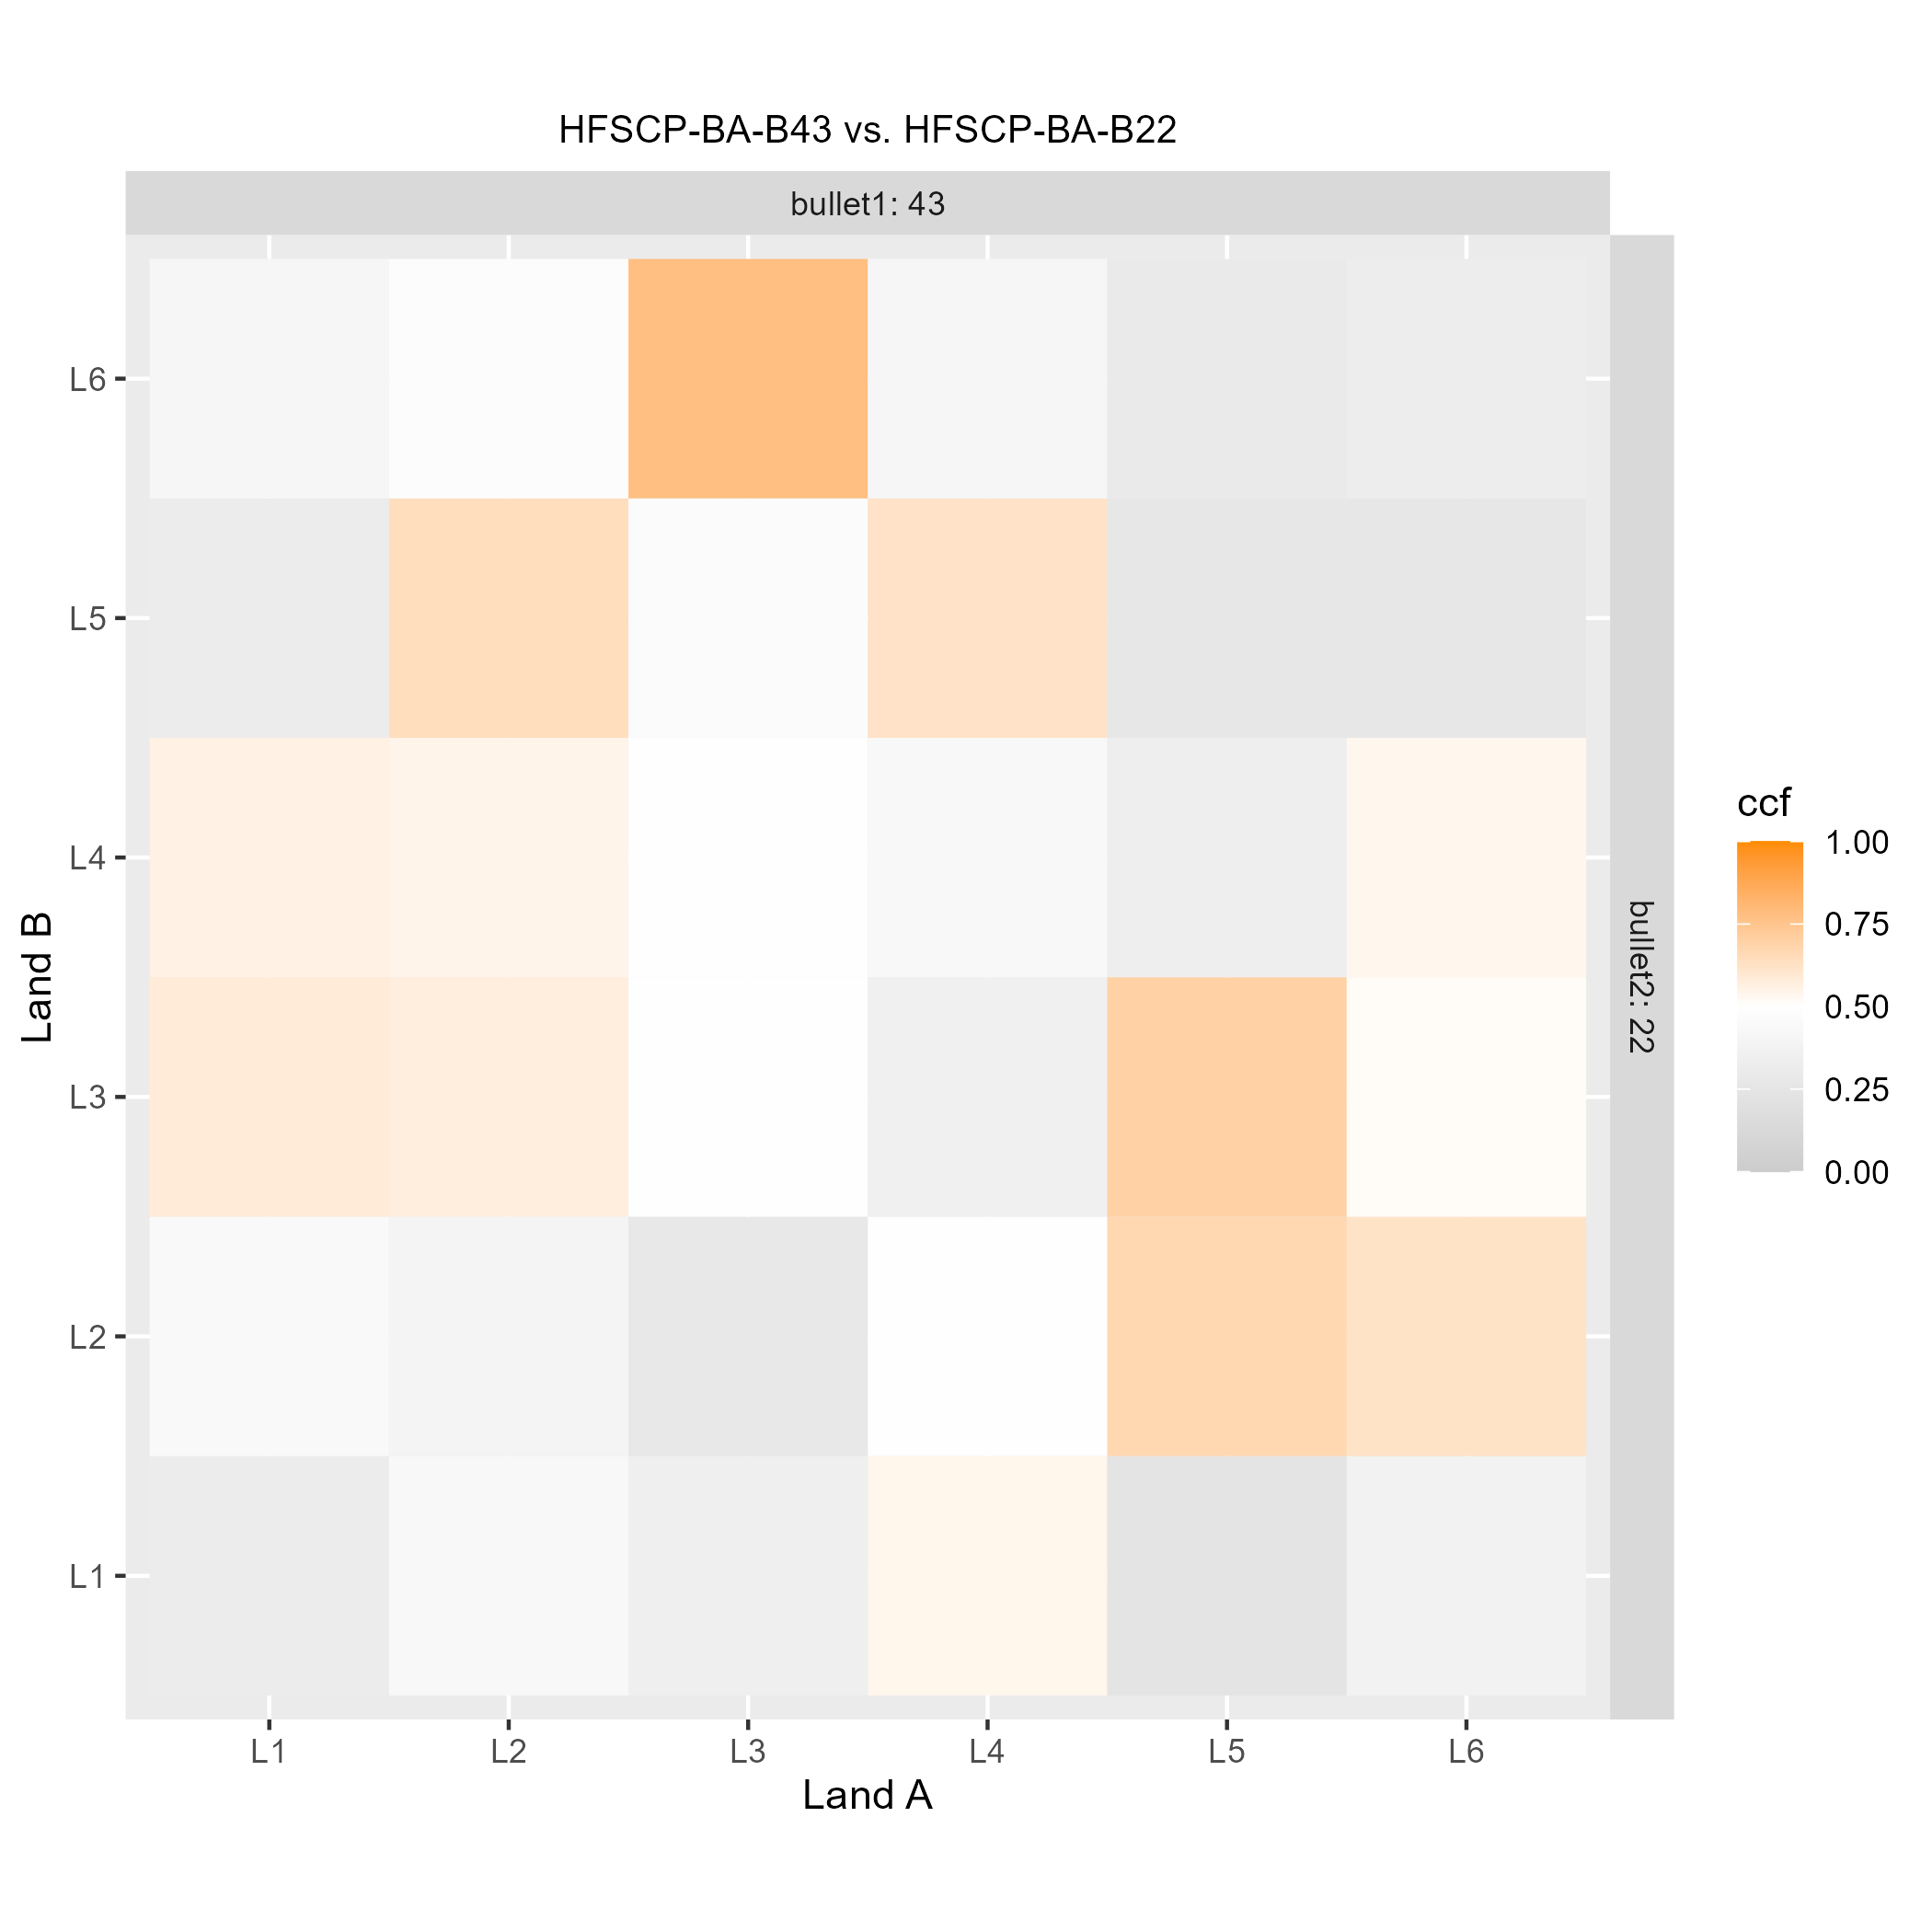 HFSCP-BA-B43 vs. HFSCP-BA-B22
bullet1: 43
L6
L5
L4
L3
L2
L1
Land B
bullet2: 22
L1 L2 L3 L4 L5 L6
Land A
ccf
1.00
0.75
0.50
0.25
0.00